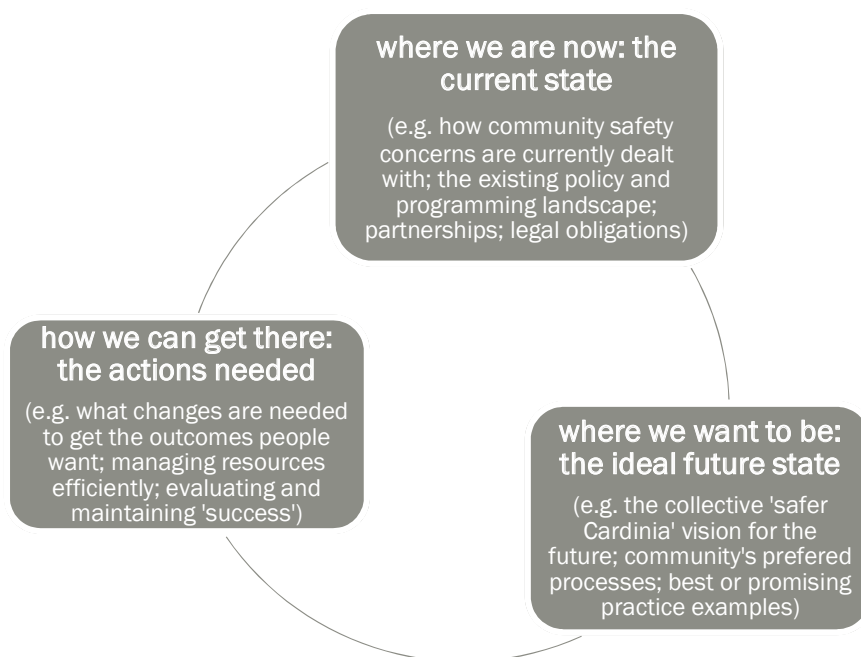 where we are now: the
current state
(e.g. how community safety
concerns are currently dealt
with; the existing policy and
programming landscape;
partnerships; legal obligations)
how we can get there:
the actions needed
(e.g. what changes are needed
to get the outcomes people
want; managing resources
efficiently; evaluating and
maintaining 'success')
where we want to be:
the ideal future state
(e.g. the collective 'safer
Cardinia' vision for the
future; community's prefered
processes; best or promising
practice examples)